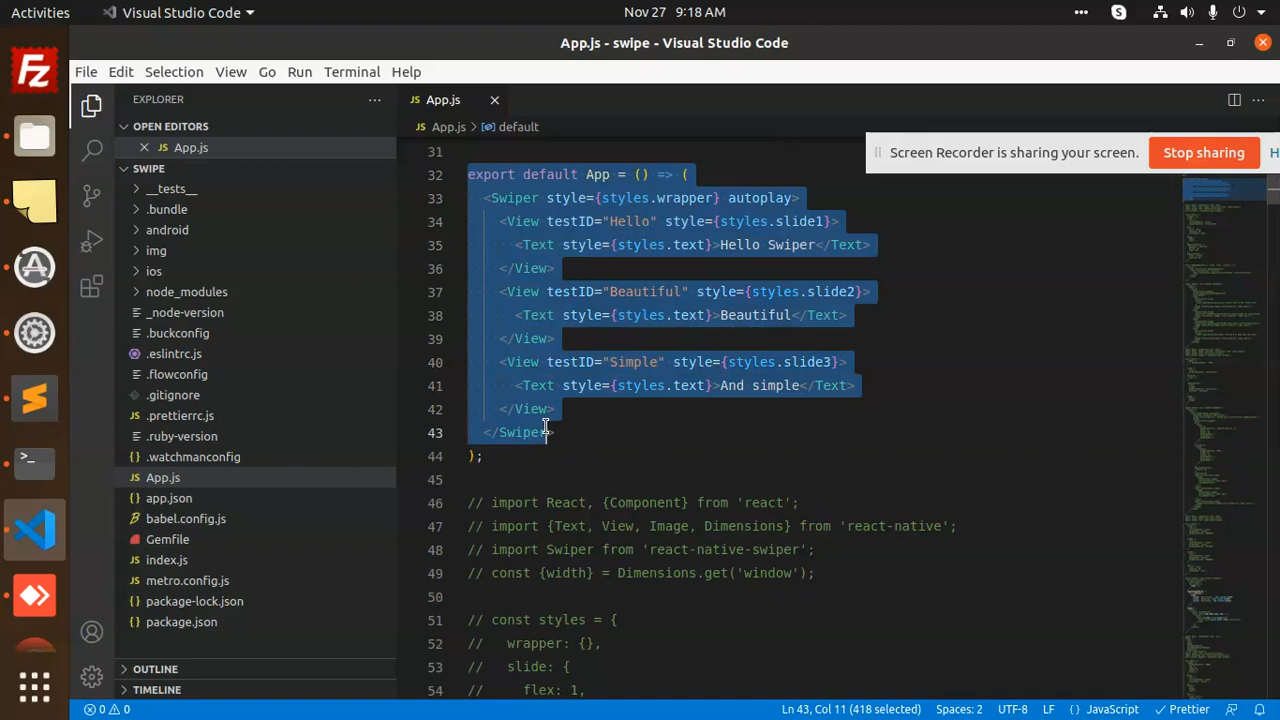 Activities
Visual Studio Code
Nov 27 9:18 AM
App.js - swipe - Visual Studio Code
File Edit Selection View Go Run Terminal Help
EXPLORER
OPEN EDITORS
App.js
SWIPE
__tests__
.bundle
android
img
ios
node_modules
_node-version
.buckconfig
.eslintrc.js
.flowconfig
.gitignore
.prettierrc.js
.ruby-version
.watchmanconfig
App.js
app.json
babel.config.js
Gemfile
index.js
metro.config.js
package-lock.json
package.json
OUTLINE
TIMELINE
App.js
App.js > default
Screen Recorder is sharing your screen. Stop sharing H
31
32 export default App = () => (
33 <Swiper style={styles.wrapper} autoplay>
34 <View testID="Hello" style={styles.slide1}>
35 <Text style={styles.text}>Hello Swiper</Text>
36 </View>
37 <View testID="Beautiful" style={styles.slide2}>
38 <Text style={styles.text}>Beautiful</Text>
39 </View>
40 <View testID="Simple" style={styles.slide3}>
41 <Text style={styles.text}>And simple</Text>
42 </View>
43 </Swiper>
44 );
45
46 // import React, {Component} from 'react';
47 // import {Text, View, Image, Dimensions} from 'react-native';
48 // import Swiper from 'react-native-swiper';
49 // const {width} = Dimensions.get('window');
50
51 // const styles = {
52 // wrapper: {},
53 // slide: {
54 // flex: 1,
0 0 Ln 43, Col 11 (418 selected) Spaces: 2 UTF-8 LF {} JavaScript Prettier